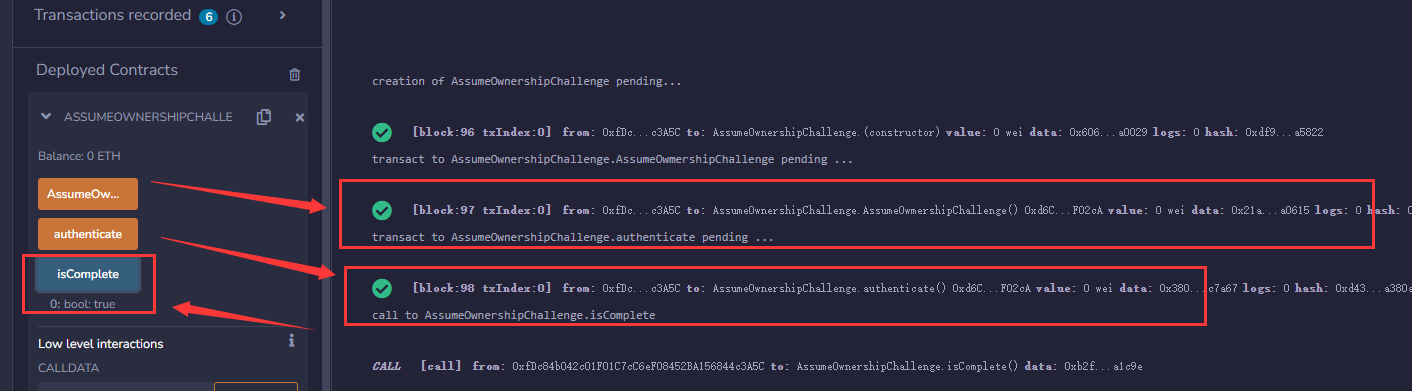 Transactions recorded 6 i >
Deployed Contracts
ASSUMEOWNERSHIPCHALLE
Balance: 0 ETH
AssumeOw...
authenticate
isComplete
0: bool: true
Low level interactions i
CALLDATA
creation of AssumeOwnershipChallenge pending...
[block:96 txIndex:0] from: 0xfDc...c3A5C to: AssumeOwnershipChallenge.(constructor) value: 0 wei data: 0x606...a0029 logs: 0 hash: 0xdf9...a5822
transact to AssumeOwnershipChallenge.AssumeOwmershipChallenge pending ...
[block:97 txIndex:0] from: 0xfDc...c3A5C to: AssumeOwnershipChallenge.AssumeOwmershipChallenge() 0xd6C...F02cA value: 0 wei data: 0x21a...a0615 logs: 0 hash:
transact to AssumeOwnershipChallenge.authenticate pending ...
[block:98 txIndex:0] from: 0xfDc...c3A5C to: AssumeOwnershipChallenge.authenticate() 0xd6C...F02cA value: 0 wei data: 0x380...c7a67 logs: 0 hash: 0xd43...a380e
call to AssumeOwnershipChallenge.isComplete
CALL [call] from: 0xfDc84b042c01F01C7cC6eF08452BA156844c3A5C to: AssumeOwnershipChallenge.isComplete() data: 0xb2f...a1c9e